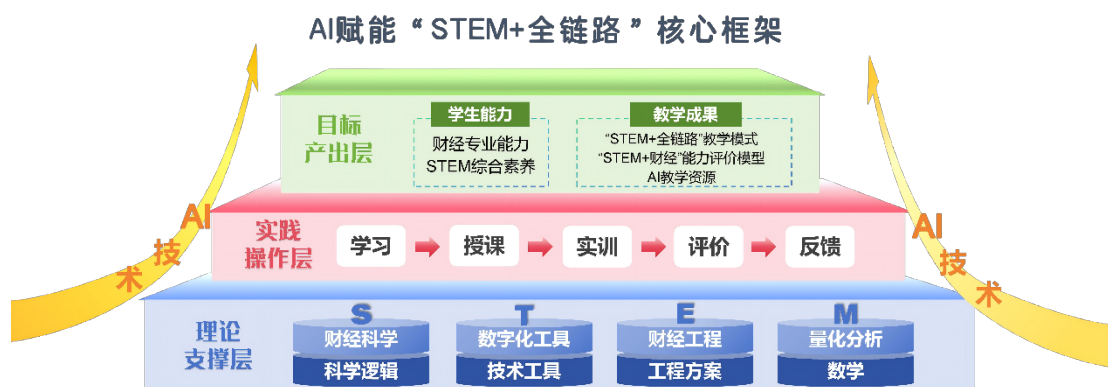 AI赋能“STEM+全链路”核心框架
目标
产出层
学生能力
财经专业能力
STEM综合素养
教学成果
“STEM+全链路”教学模式
“STEM+财经”能力评价模型
AI教学资源
AI技术
AI技术
实践
操作层
学习
授课
实训
评价
反馈
理论
支撑层
S
财经科学
科学逻辑
T
数字化工具
技术工具
E
财经工程
工程方案
M
量化分析
数学